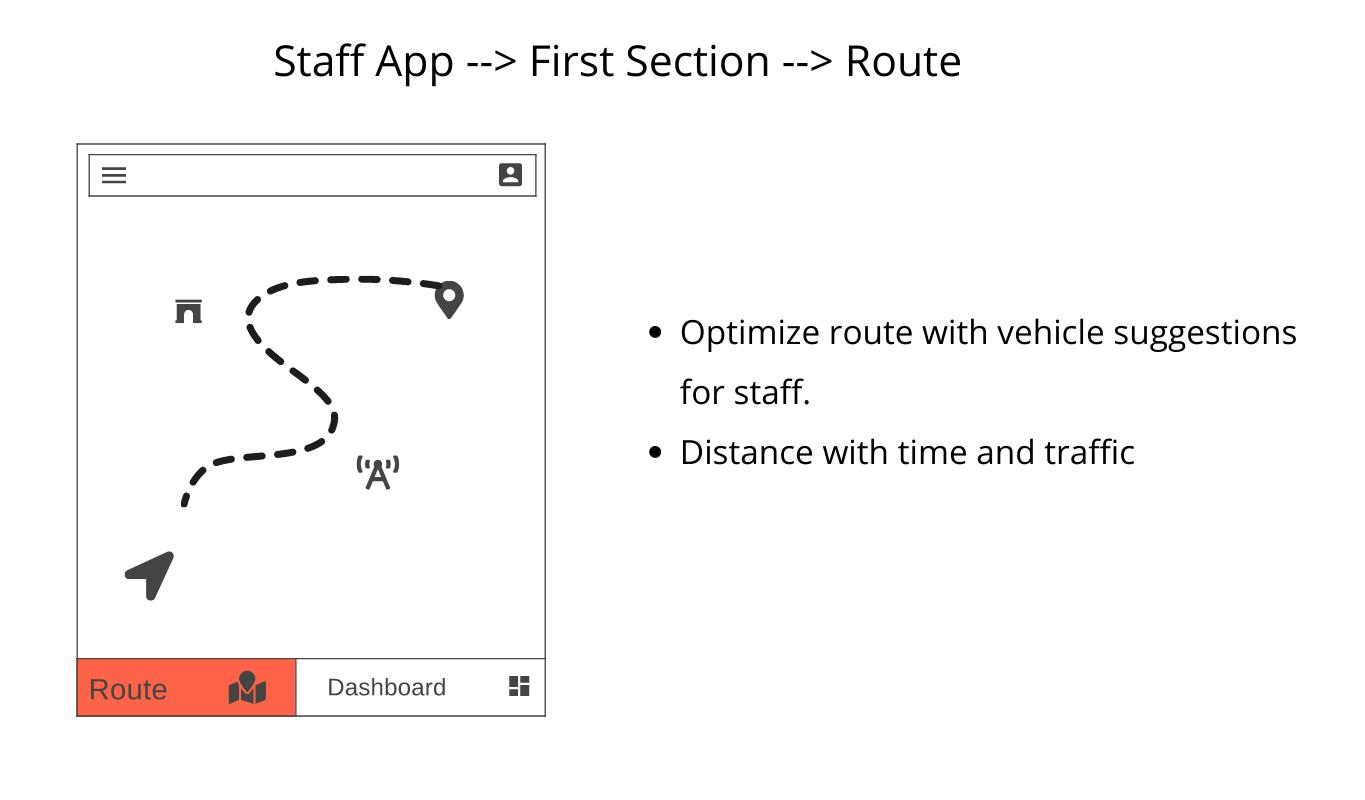 Staff App --> First Section --> Route
• Optimize route with vehicle suggestions
for staff.
• Distance with time and traffic
Route
Dashboard